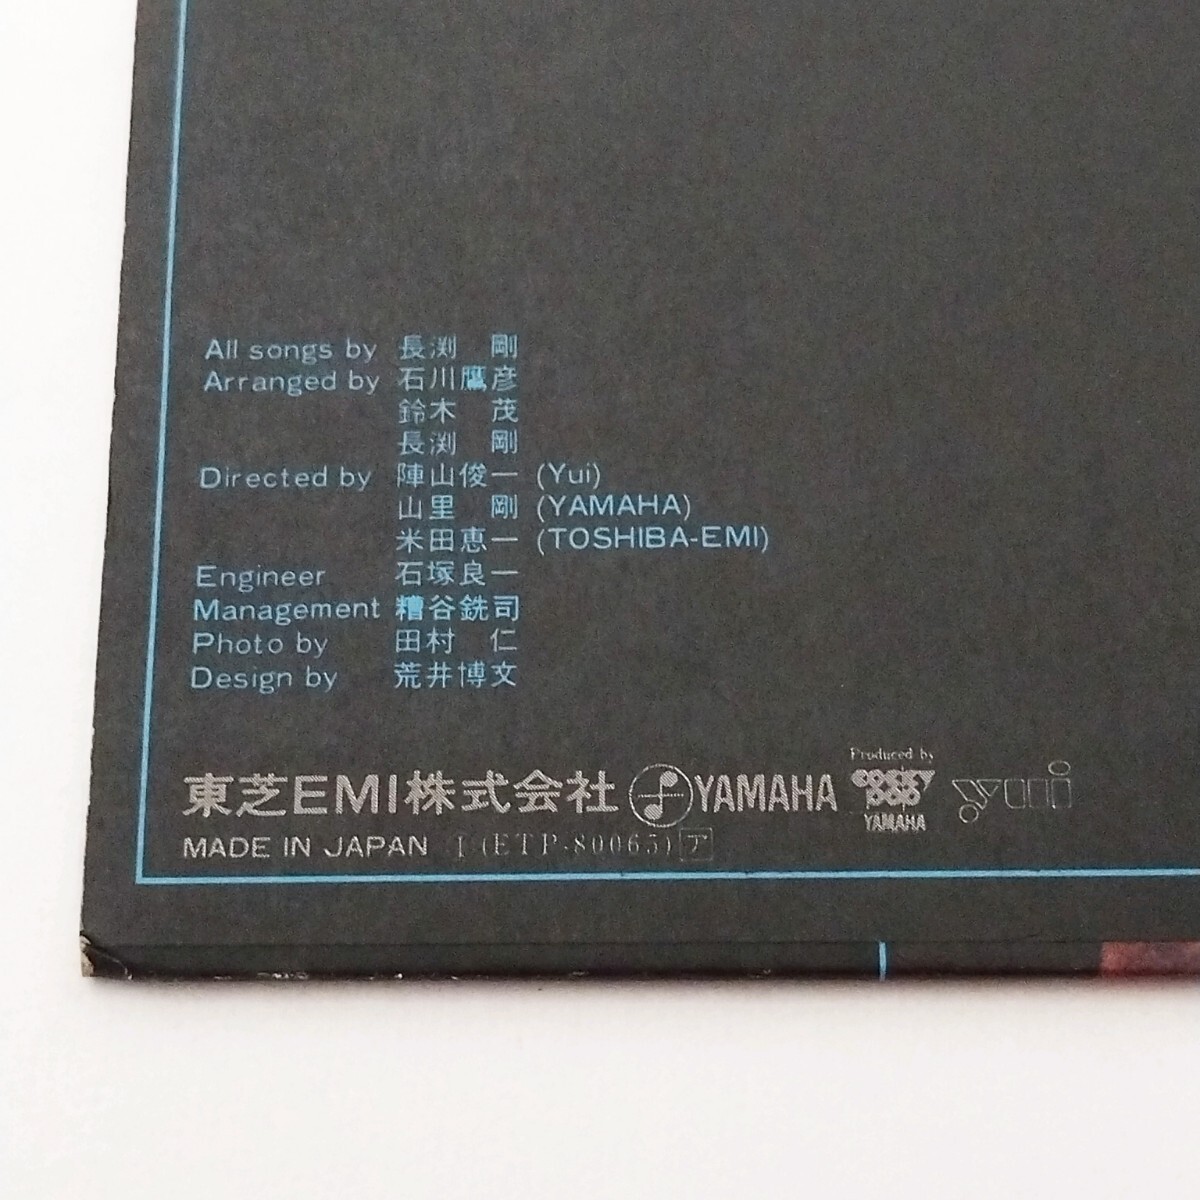 All songs by 長渕　剛
Arranged by 石川鷹彦
鈴木　茂
長渕　剛
Directed by 陣山俊一 (Yui)
山里　剛 (YAMAHA)
米田恵一 (TOSHIBA-EMI)
Engineer 石塚良一
Management 糟谷銑司
Photo by 田村　仁
Design by 荒井博文
Produced by
東芝EMI株式会社 YAMAHA COCKY POP yui
YAMAHA
MADE IN JAPAN I (ETP-80065) ア